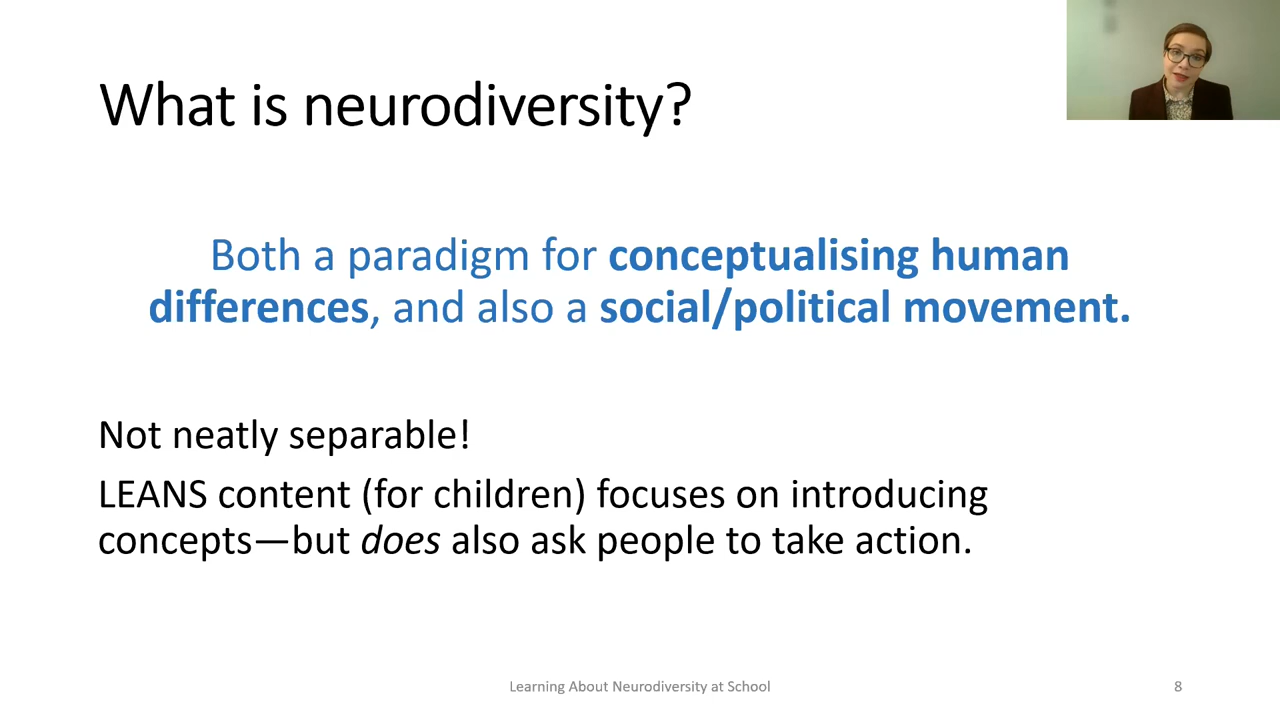 What is neurodiversity?
Both a paradigm for conceptualising human
differences, and also a social/political movement.
Not neatly separable!
LEANS content (for children) focuses on introducing
concepts—but does also ask people to take action.
Learning About Neurodiversity at School
8